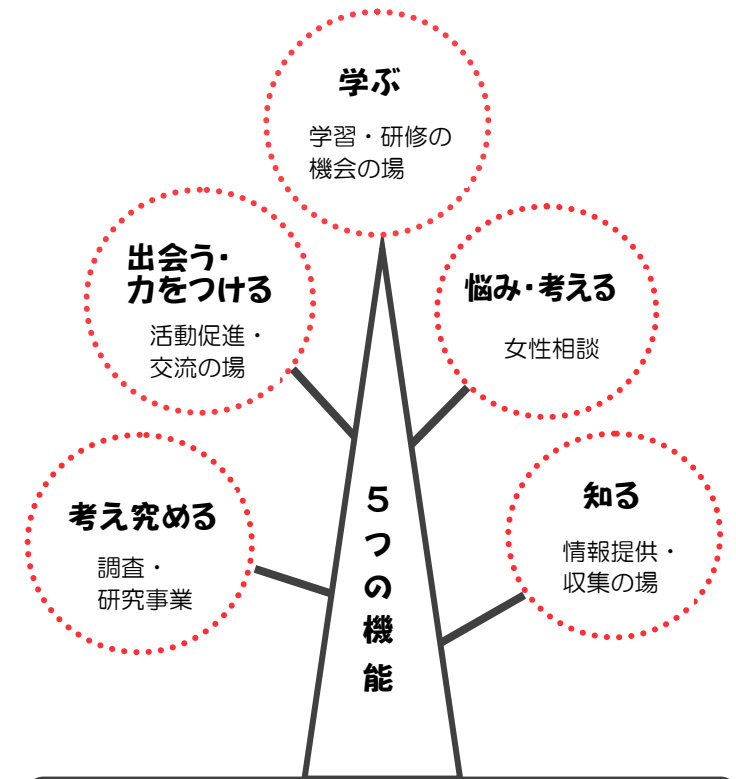 学ぶ
学習・研修の
機会の場
出会う・
力をつける
活動促進・
交流の場
悩み・考える
女性相談
考え究める
調査・
研究事業
知る
情報提供・
収集の場
５つの機能